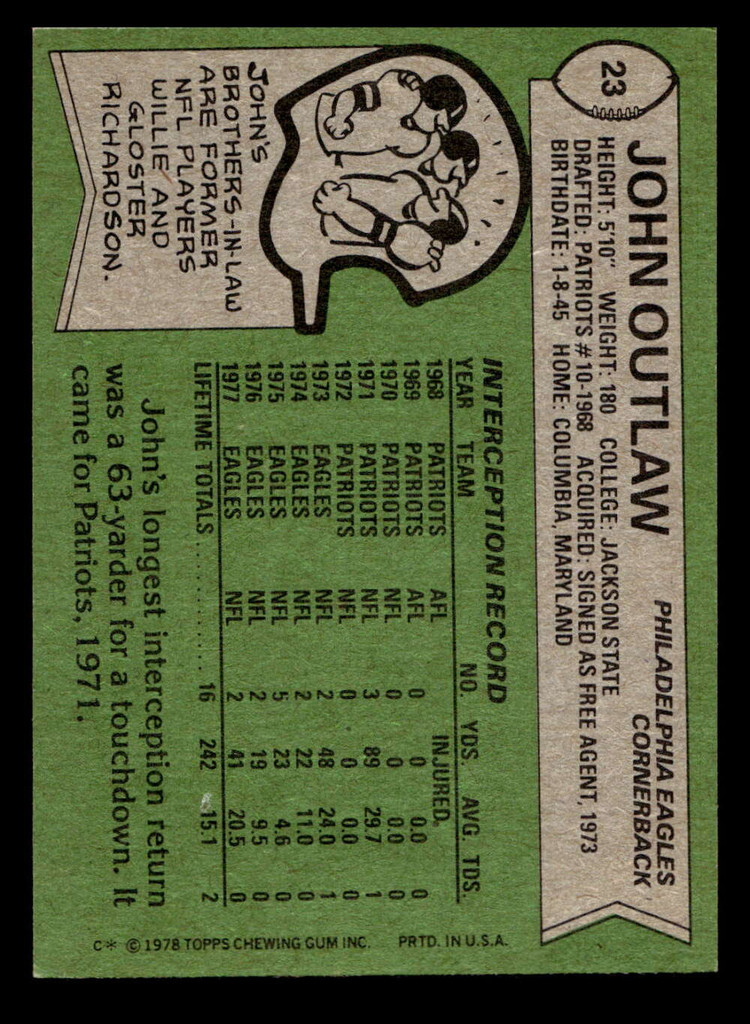 23
JOHN OUTLAW
PHILADELPHIA EAGLES
CORNERBACK
HEIGHT: 5'10" WEIGHT: 180 COLLEGE: JACKSON STATE
DRAFTED: PATRIOTS #10-1968 ACQUIRED: SIGNED AS FREE AGENT, 1973
BIRTHDATE: 1-8-45 HOME: COLUMBIA, MARYLAND
JOHN'S
BROTHERS-IN-LAW
ARE FORMER
NFL PLAYERS
WILLIE AND
GLOSTER
RICHARDSON.
INTERCEPTION RECORD
YEAR TEAM NO. YDS. AVG. TDS.
1968 PATRIOTS AFL INJURED.
1969 PATRIOTS AFL 0 0 0.0 0
1970 PATRIOTS NFL 0 0 0.0 0
1971 PATRIOTS NFL 3 89 29.7 1
1972 PATRIOTS NFL 0 0 0.0 0
1973 EAGLES NFL 2 48 24.0 1
1974 EAGLES NFL 2 22 11.0 0
1975 EAGLES NFL 5 23 4.6 0
1976 EAGLES NFL 2 19 9.5 0
1977 EAGLES NFL 2 41 20.5 0
LIFETIME TOTALS ............... 16 242 15.1 2
John's longest interception return
was a 63-yarder for a touchdown. It
came for Patriots, 1971.
C* © 1978 TOPPS CHEWING GUM INC. PRTD. IN U.S.A.